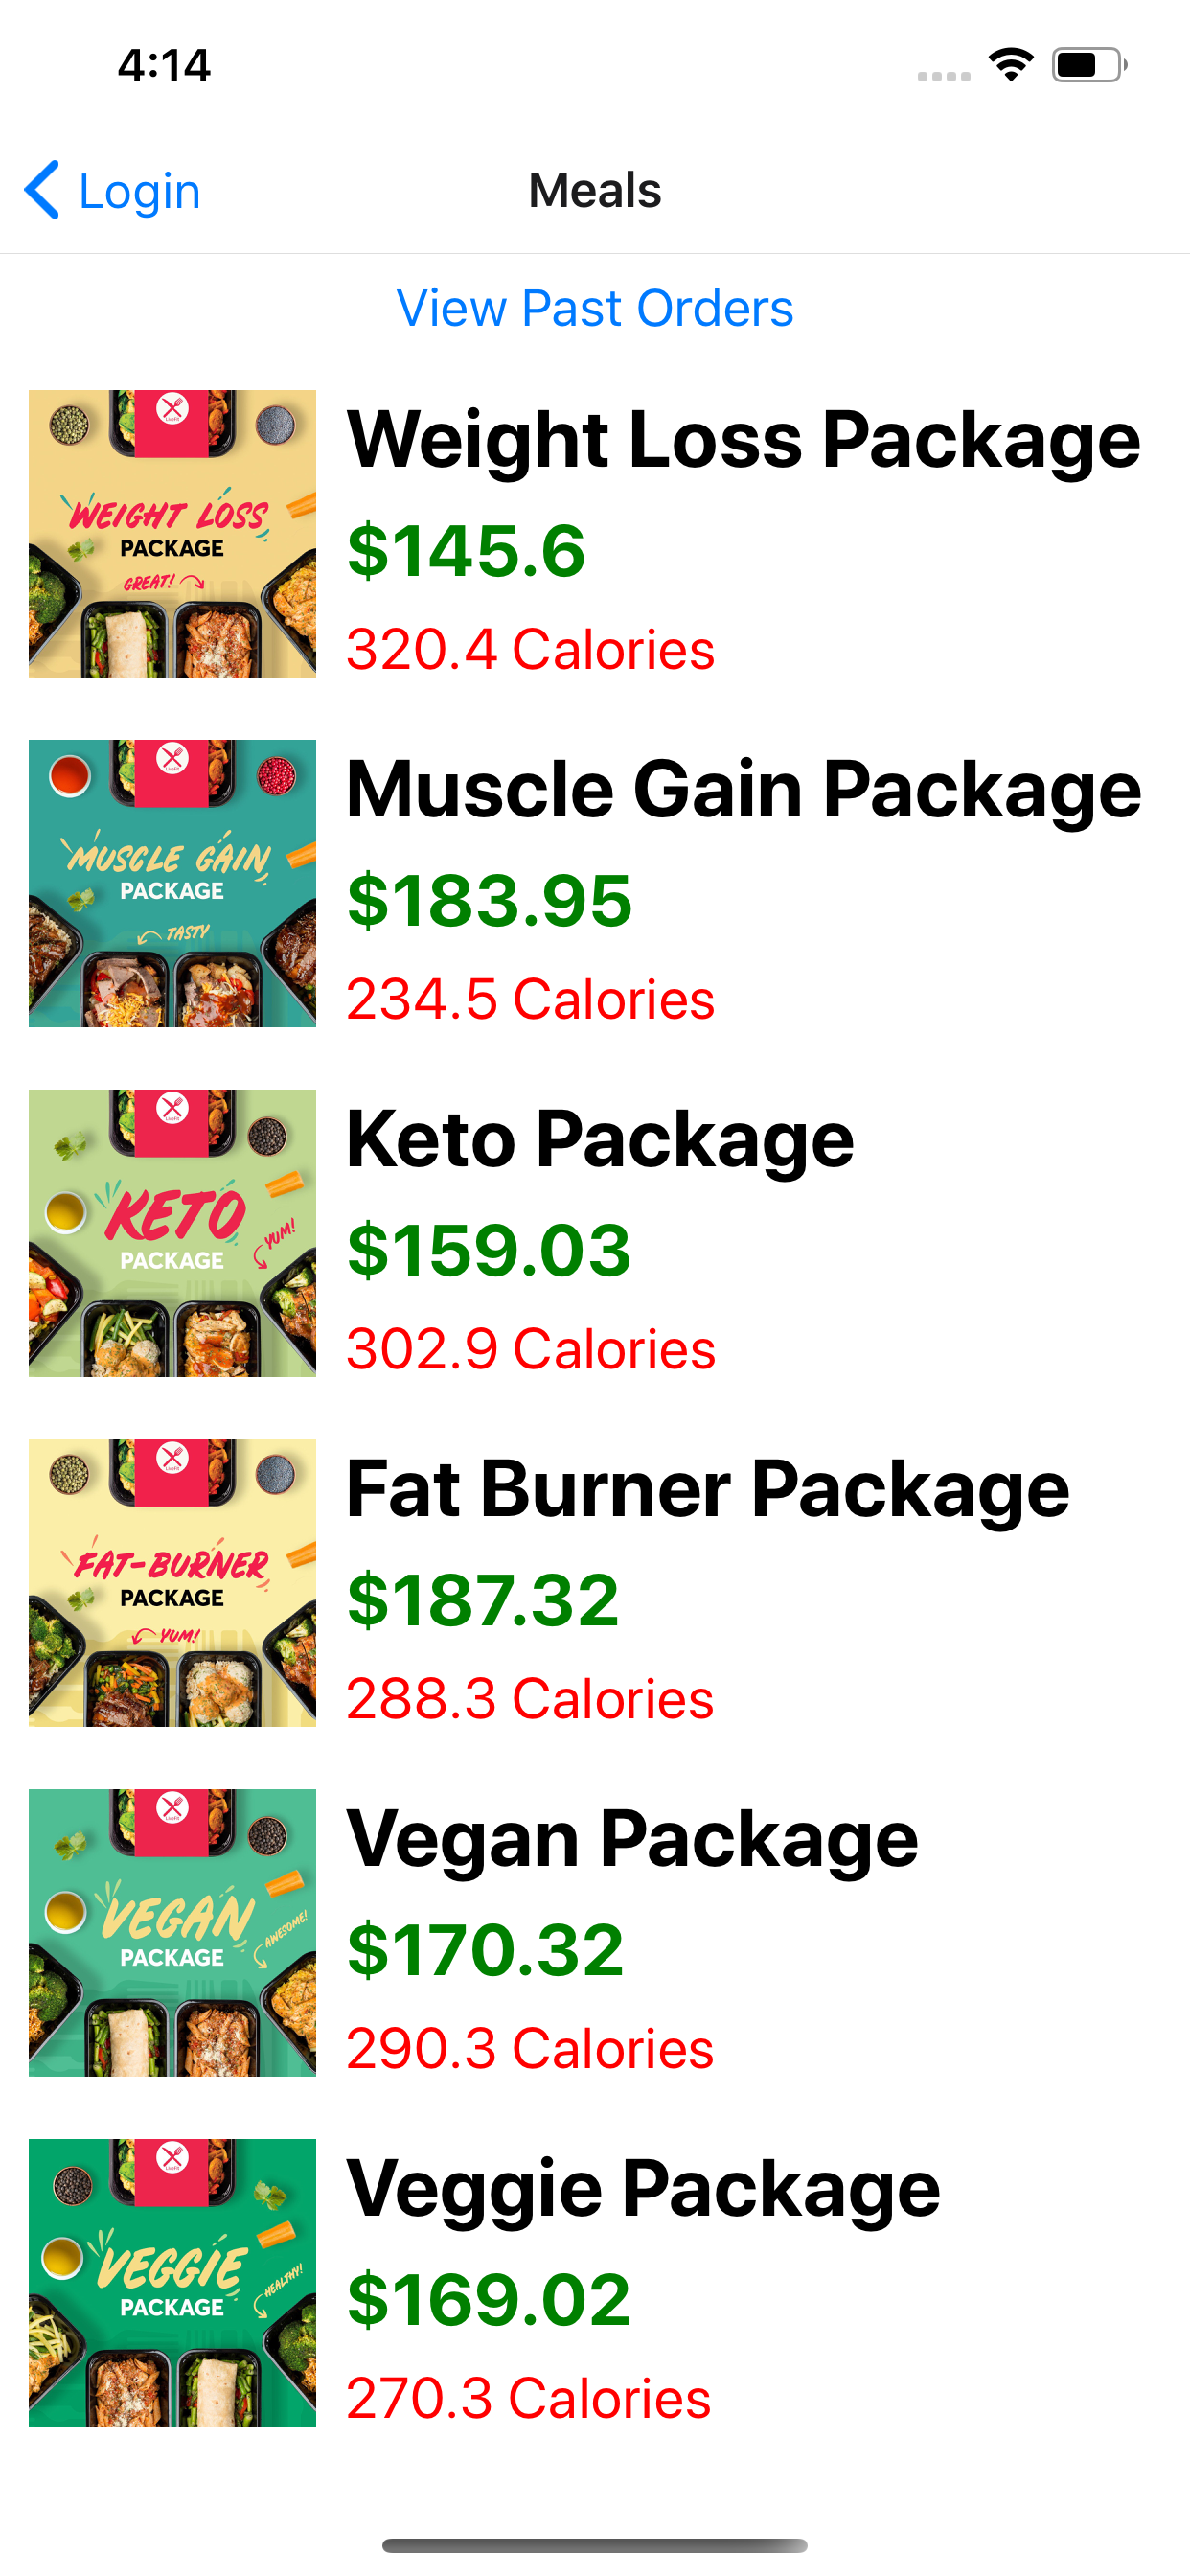 4:14
Login
Meals
View Past Orders
WEIGHT LOSS
PACKAGE
GREAT!
Weight Loss Package
$145.6
320.4 Calories
MUSCLE GAIN
PACKAGE
TASTY
Muscle Gain Package
$183.95
234.5 Calories
KETO
PACKAGE
YUM!
Keto Package
$159.03
302.9 Calories
FAT-BURNER
PACKAGE
YUM!
Fat Burner Package
$187.32
288.3 Calories
VEGAN
PACKAGE
AWESOME!
Vegan Package
$170.32
290.3 Calories
VEGGIE
PACKAGE
HEALTHY!
Veggie Package
$169.02
270.3 Calories